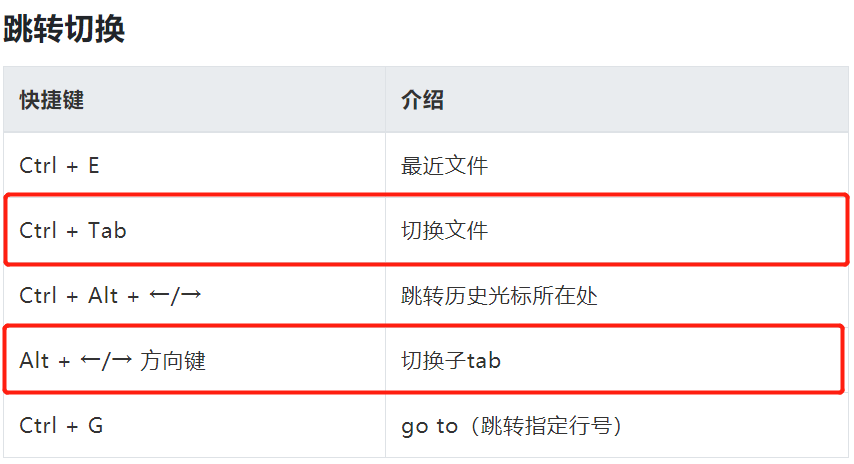 跳转切换
快捷键 介绍
Ctrl + E 最近文件
Ctrl + Tab 切换文件
Ctrl + Alt + ←/→ 跳转历史光标所在处
Alt + ←/→ 方向键 切换子tab
Ctrl + G go to（跳转指定行号）